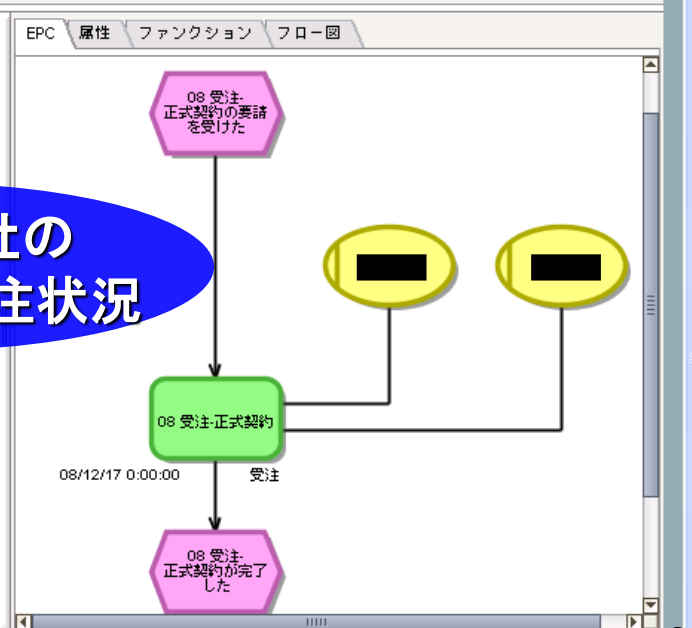 EPC 属性 ファンクション フロー図
08 受注-
正式契約の要請
を受けた
社の
注状況
08 受注-正式契約
08/12/17 0:00:00 受注
08 受注-
正式契約が完了
した